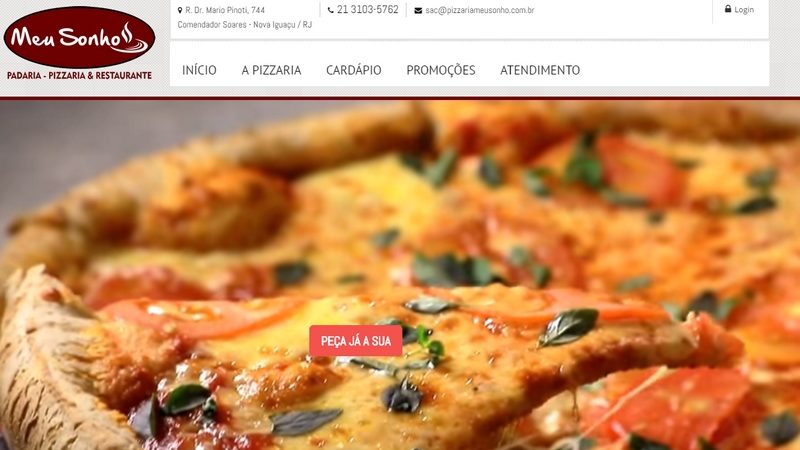 Meu Sonho
PADARIA - PIZZARIA & RESTAURANTE
R. Dr. Mario Pinoti, 744
Comendador Soares - Nova Iguaçu / RJ
21 3103-5762
sac@pizzariameusonho.com.br
Login
INÍCIO
A PIZZARIA
CARDÁPIO
PROMOÇÕES
ATENDIMENTO
PEÇA JÁ A SUA